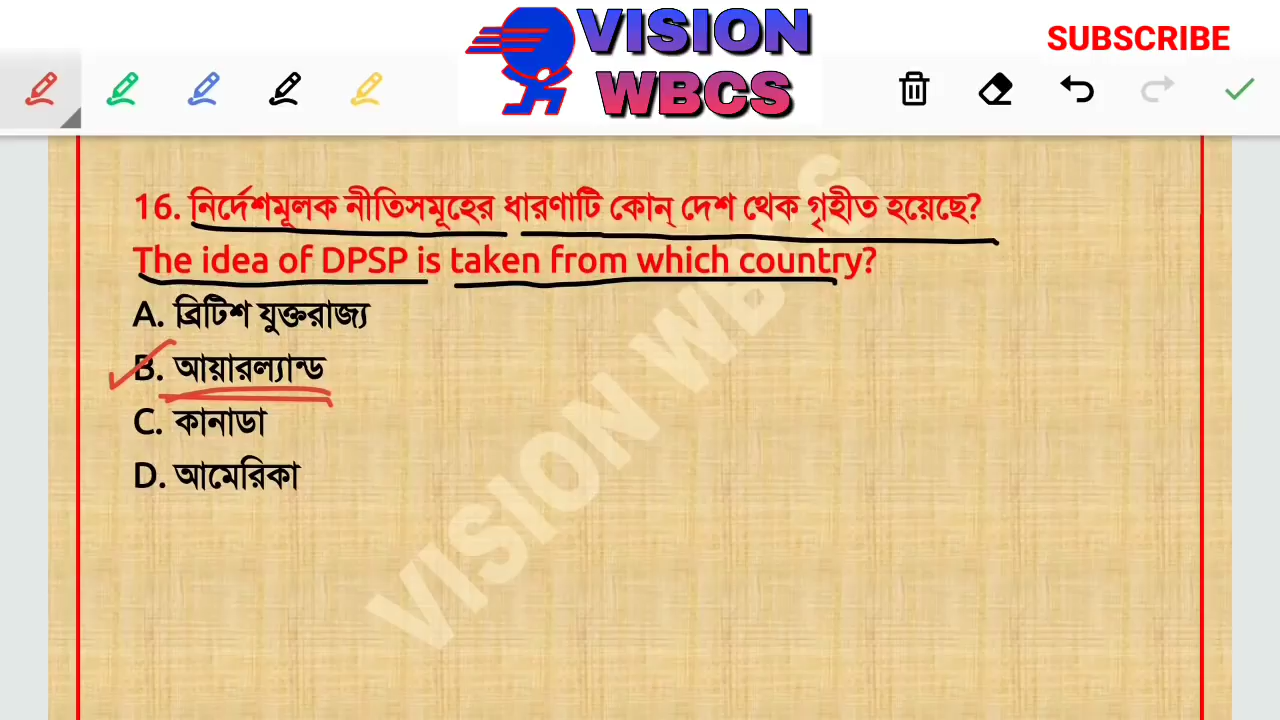 VISION
WBCS
SUBSCRIBE
16. নির্দেশমূলক নীতিসমূহের ধারণাটি কোন্ দেশ থেক গৃহীত হয়েছে?
The idea of DPSP is taken from which country?
A. ব্রিটিশ যুক্তরাজ্য
B. আয়ারল্যান্ড
C. কানাডা
D. আমেরিকা
VISION WBCS